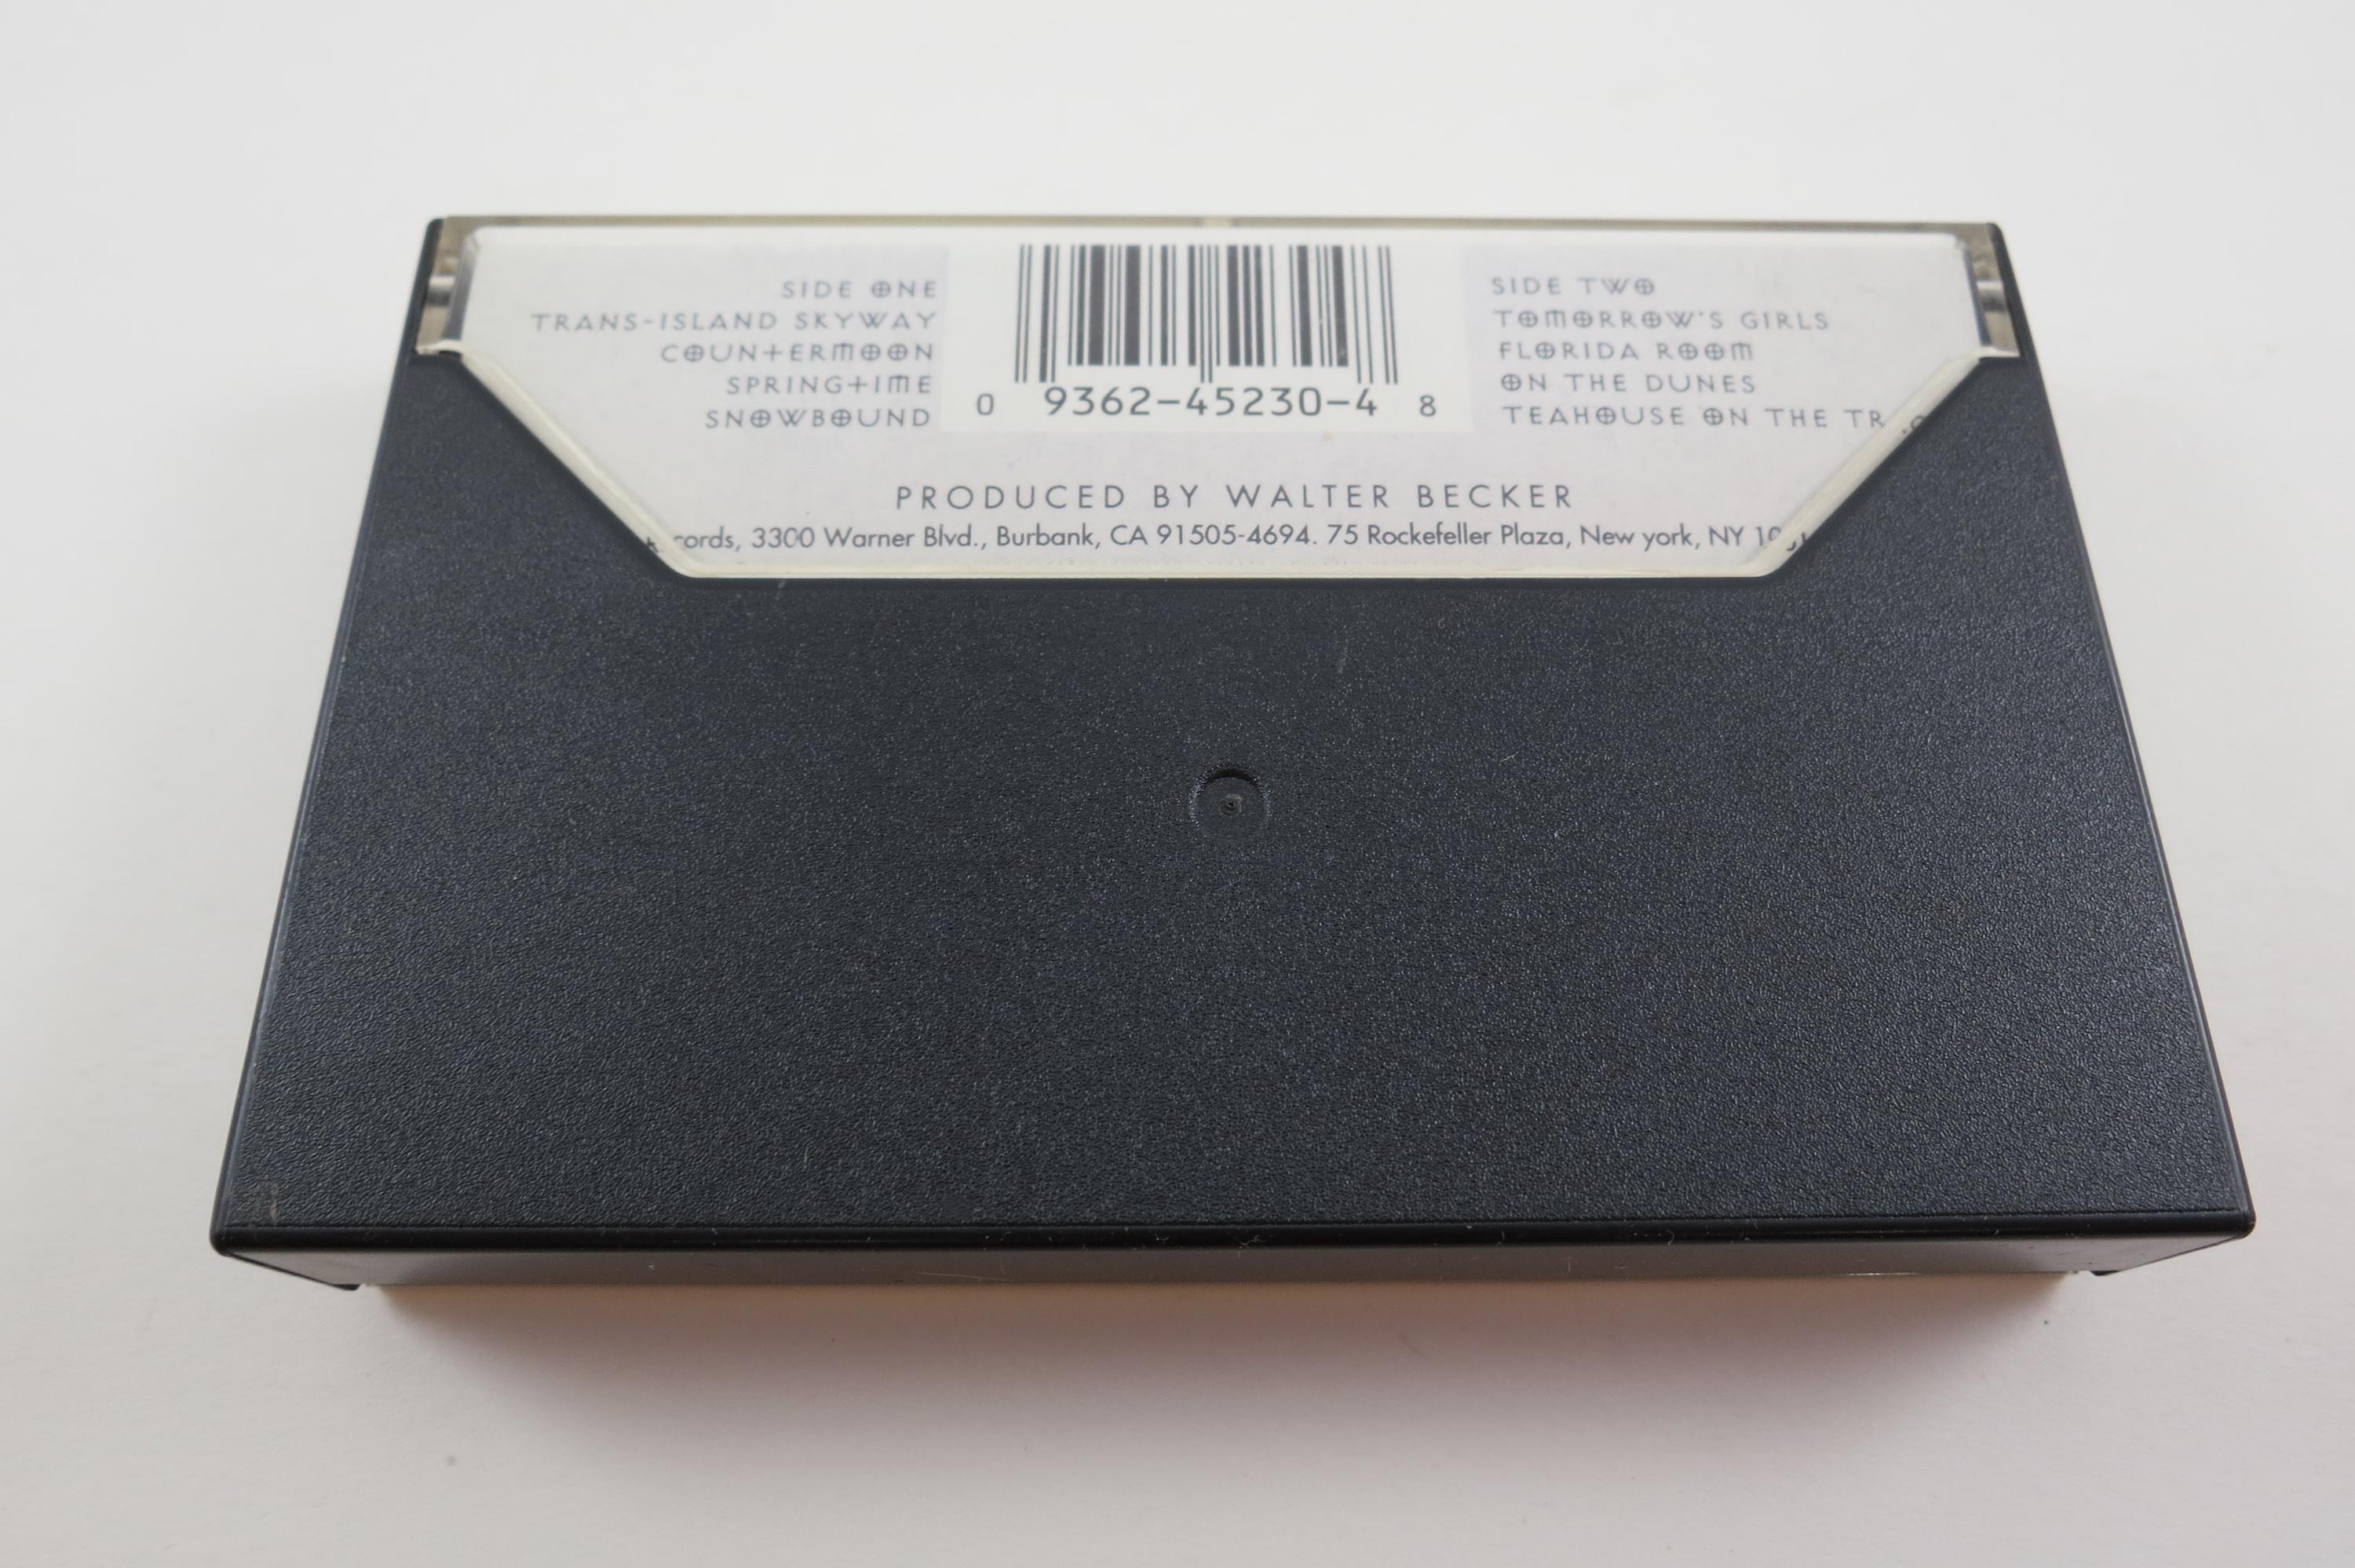 SIDE ONE
TRANS-ISLAND SKYWAY
COUNTERMOON
SPRINGTIME
SNOWBOUND
0 9362-45230-4 8
SIDE TWO
TOMORROW'S GIRLS
FLORIDA ROOM
ON THE DUNES
TEAHOUSE ON THE TR
PRODUCED BY WALTER BECKER
cords, 3300 Warner Blvd., Burbank, CA 91505-4694. 75 Rockefeller Plaza, New york, NY